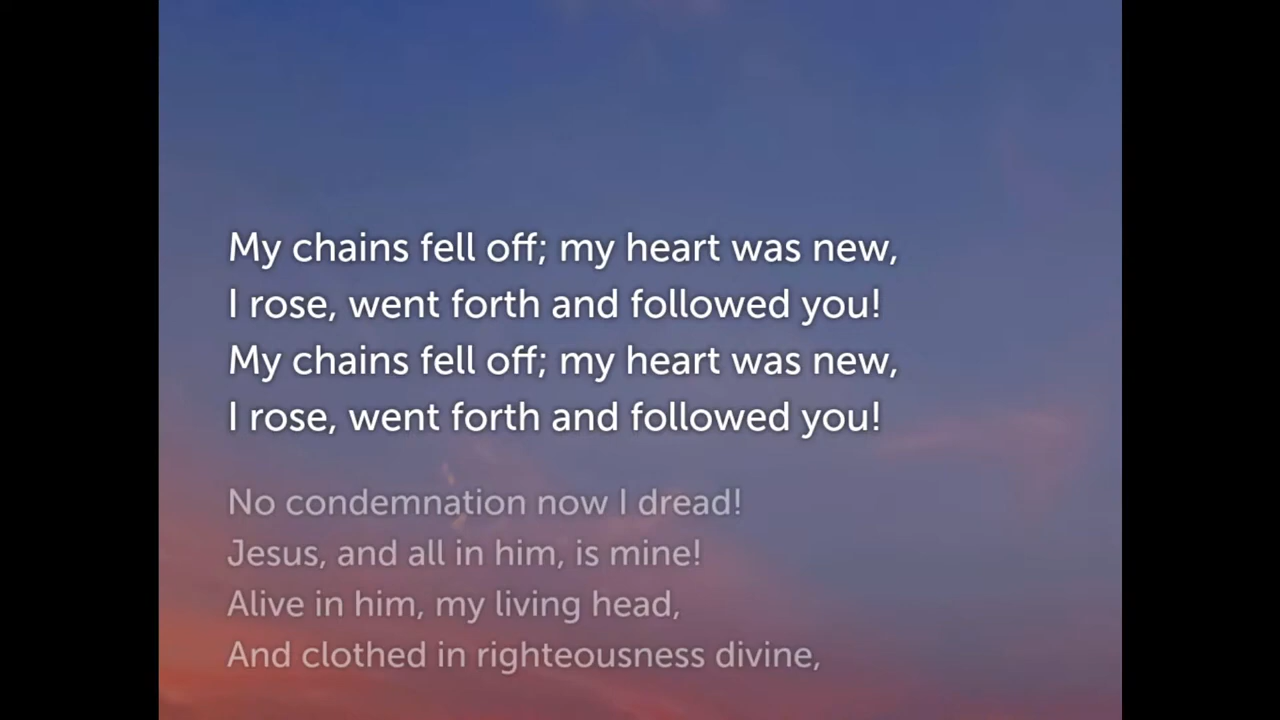 My chains fell off; my heart was new,
I rose, went forth and followed you!
My chains fell off; my heart was new,
I rose, went forth and followed you!
No condemnation now I dread!
Jesus, and all in him, is mine!
Alive in him, my living head,
And clothed in righteousness divine,